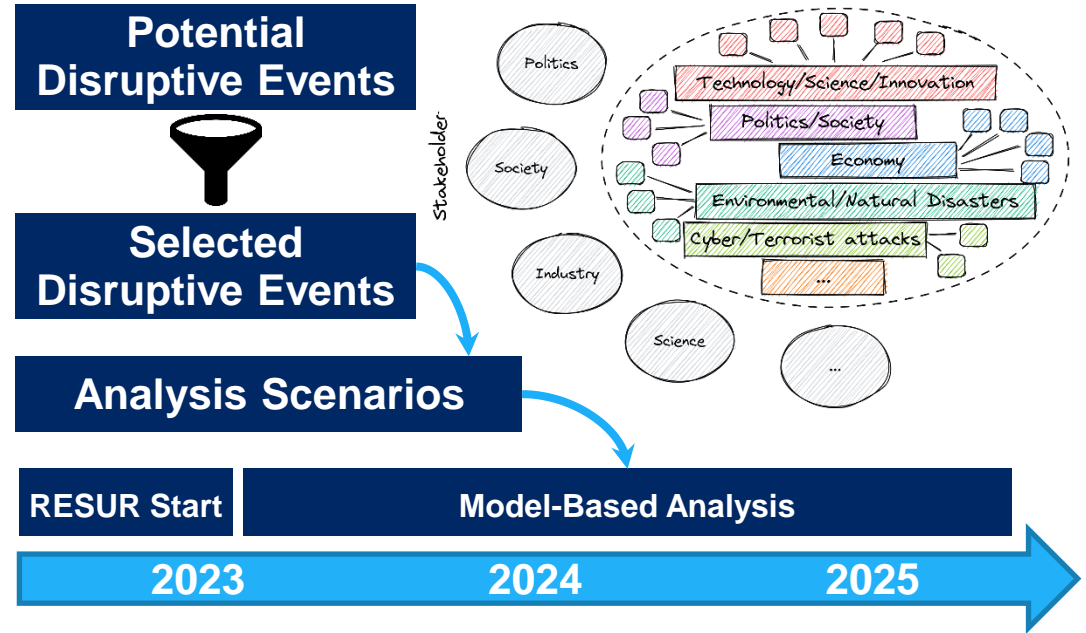 Potential
Disruptive Events
Selected
Disruptive Events
Analysis Scenarios
Stakeholder
Politics
Society
Industry
Science
...
Technology/Science/Innovation
Politics/Society
Economy
Environmental/Natural Disasters
Cyber/Terrorist attacks
...
RESUR Start
Model-Based Analysis
2023
2024
2025